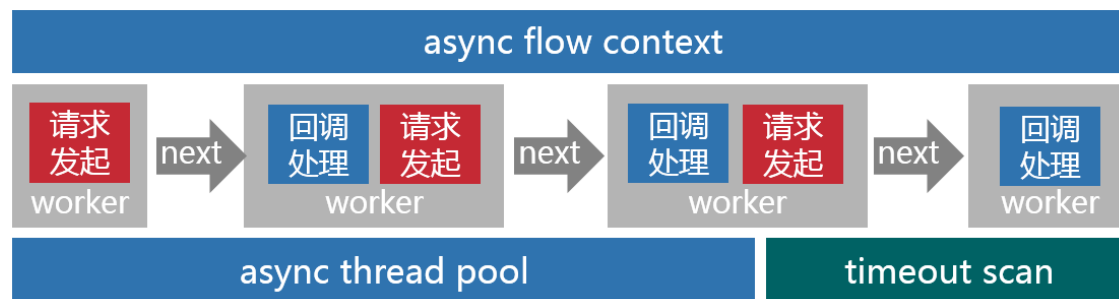 async flow context
请求
发起
worker
next
回调
处理
请求
发起
worker
next
回调
处理
请求
发起
worker
next
回调
处理
worker
async thread pool
timeout scan